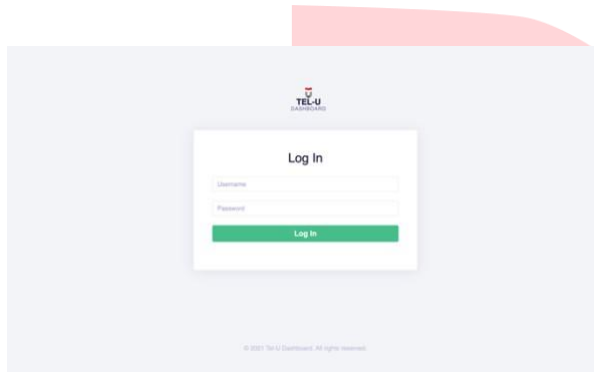 TEL-U
DASHBOARD
Log In
Username
Password
Log In
© 2021 Tel-U Dashboard. All rights reserved.